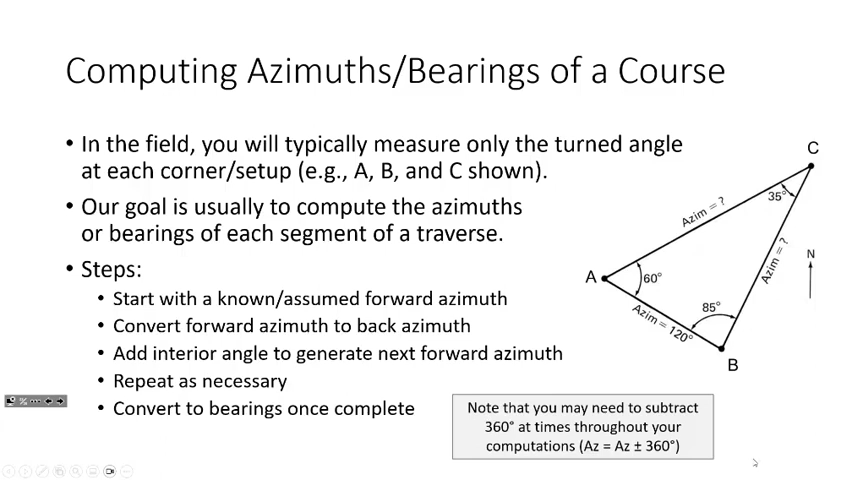 Computing Azimuths/Bearings of a Course
• In the field, you will typically measure only the turned angle
at each corner/setup (e.g., A, B, and C shown).
• Our goal is usually to compute the azimuths
or bearings of each segment of a traverse.
• Steps:
• Start with a known/assumed forward azimuth
• Convert forward azimuth to back azimuth
• Add interior angle to generate next forward azimuth
• Repeat as necessary
• Convert to bearings once complete
C
35°
Azim = ?
Azim = ?
N
A
60°
85°
Azim = 120°
B
Note that you may need to subtract
360° at times throughout your
computations (Az = Az ± 360°)